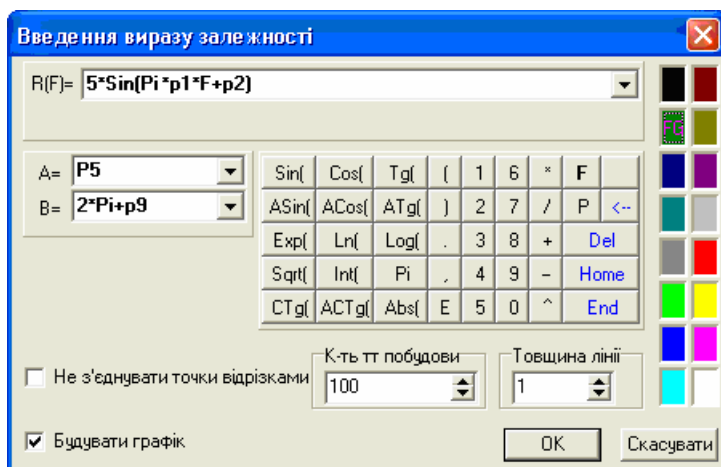 Введення виразу залежності
R(F)= 5*Sin(Pi*p1*F+p2)
FG
A= P5
B= 2*Pi+p9
Sin( Cos( Tg( ( 1 6 * F
ASin( ACos( ATg( ) 2 7 / P <--
Exp( Ln( Log( . 3 8 + Del
Sqrt( Int( Pi , 4 9 - Home
CTg( ACTg( Abs( E 5 0 ^ End
К-ть тт побудови Товщина лінії
Не з'єднувати точки відрізками 100 1
Будувати графік OK Скасувати